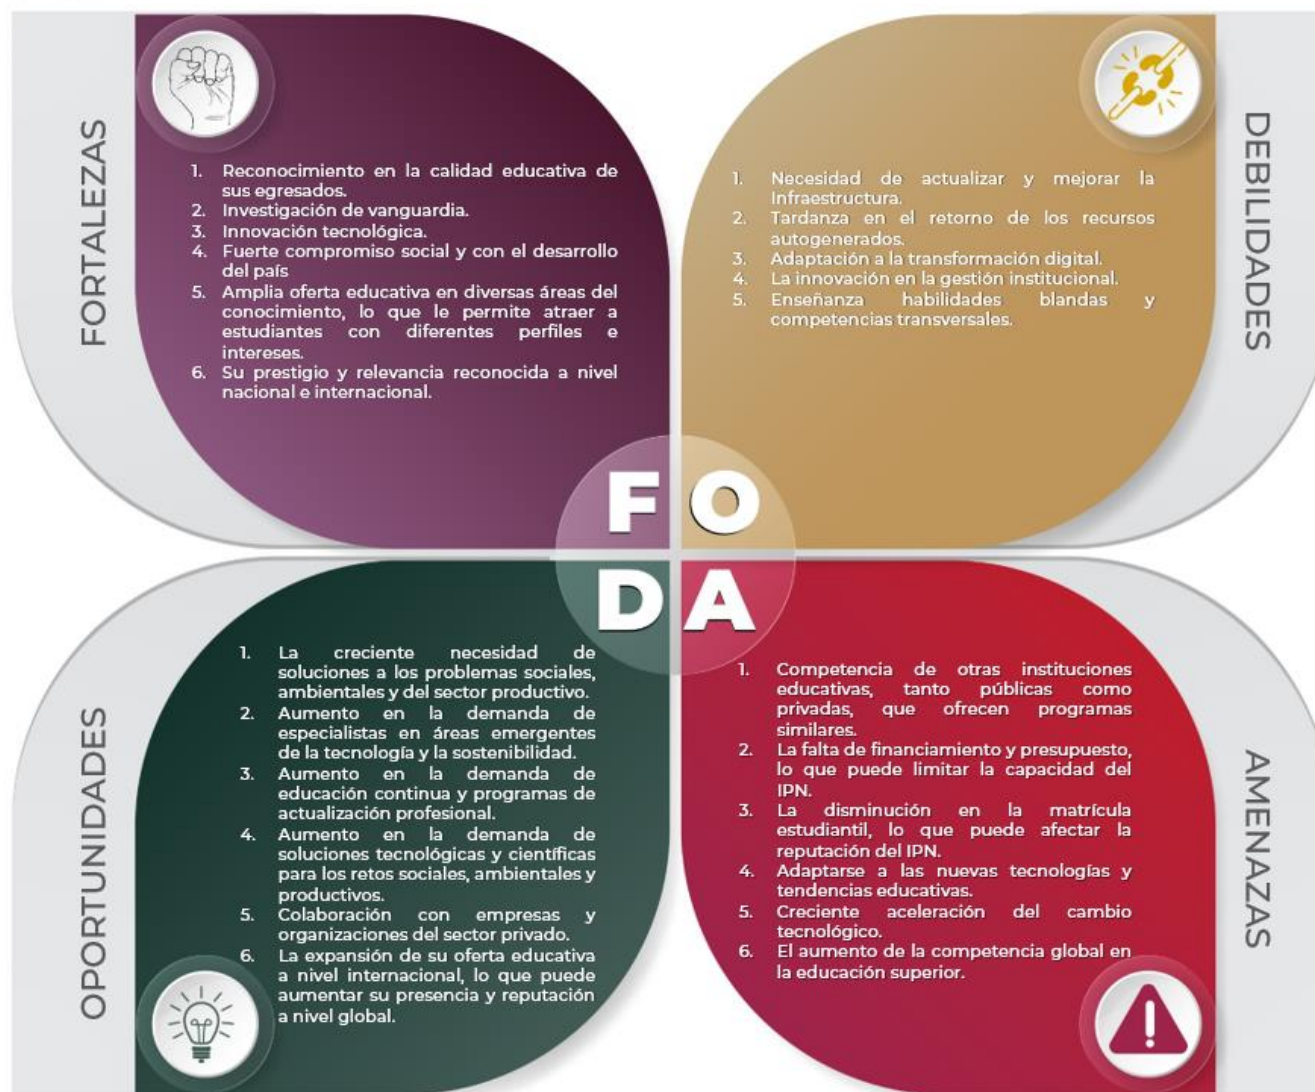 FORTALEZAS
1. Reconocimiento en la calidad educativa de
sus egresados.
2. Investigación de vanguardia.
3. Innovación tecnológica.
4. Fuerte compromiso social y con el desarrollo
del país
5. Amplia oferta educativa en diversas áreas del
conocimiento, lo que le permite atraer a
estudiantes con diferentes perfiles e
intereses.
6. Su prestigio y relevancia reconocida a nivel
nacional e internacional.
DEBILIDADES
1. Necesidad de actualizar y mejorar la
Infraestructura.
2. Tardanza en el retorno de los recursos
autogenerados.
3. Adaptación a la transformación digital.
4. La innovación en la gestión institucional.
5. Enseñanza habilidades blandas y
competencias transversales.
F O
D A
OPORTUNIDADES
1. La creciente necesidad de
soluciones a los problemas sociales,
ambientales y del sector productivo.
2. Aumento en la demanda de
especialistas en áreas emergentes
de la tecnología y la sostenibilidad.
3. Aumento en la demanda de
educación continua y programas de
actualización profesional.
4. Aumento en la demanda de
soluciones tecnológicas y científicas
para los retos sociales, ambientales y
productivos.
5. Colaboración con empresas y
organizaciones del sector privado.
6. La expansión de su oferta educativa
a nivel internacional, lo que puede
aumentar su presencia y reputación
a nivel global.
AMENAZAS
1. Competencia de otras instituciones
educativas, tanto públicas como
privadas, que ofrecen programas
similares.
2. La falta de financiamiento y presupuesto,
lo que puede limitar la capacidad del
IPN.
3. La disminución en la matrícula
estudiantil, lo que puede afectar la
reputación del IPN.
4. Adaptarse a las nuevas tecnologías y
tendencias educativas.
5. Creciente aceleración del cambio
tecnológico.
6. El aumento de la competencia global en
la educación superior.